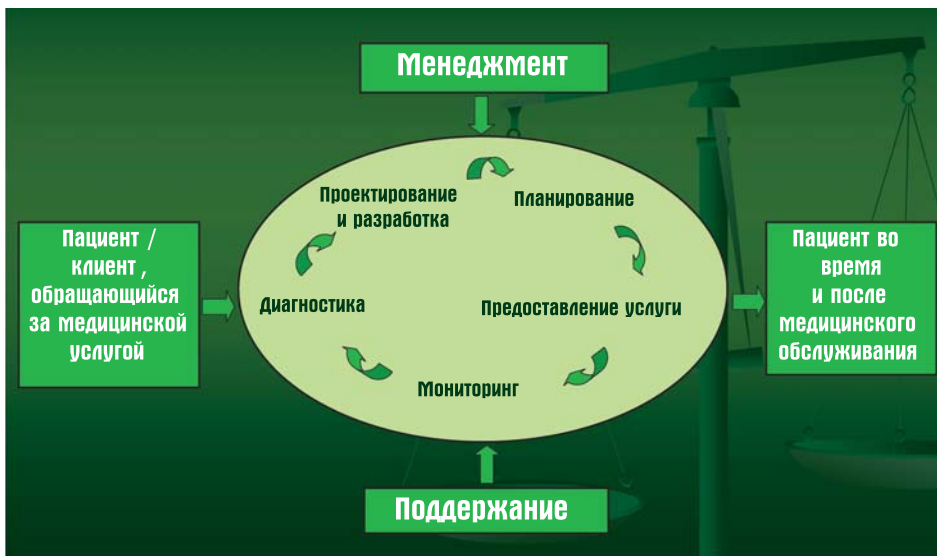 Менеджмент
Проектирование
и разработка
Планирование
Пациент /
клиент ,
обращающийся
за медицинской
услугой
Диагностика
Предоставление услуги
Мониторинг
Пациент во
время
и после
медицинского
обслуживания
Поддержание